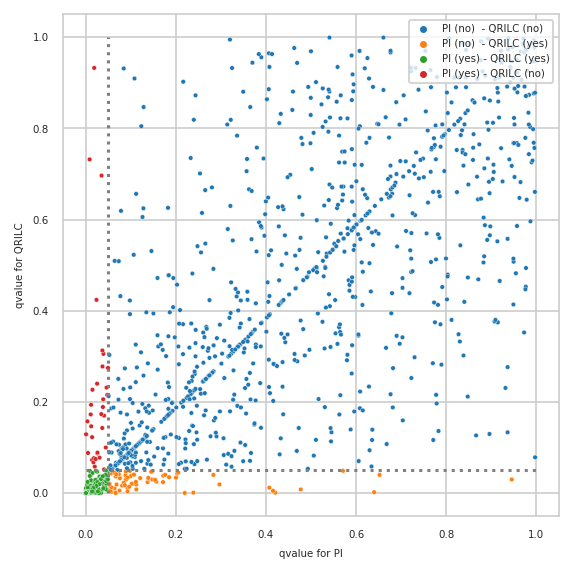 PI (no)  - QRILC (no)
PI (no)  - QRILC (yes)
PI (yes) - QRILC (yes)
PI (yes) - QRILC (no)
1.0
0.8
0.6
0.4
0.2
0.0
qvalue for QRILC
0.0 0.2 0.4 0.6 0.8 1.0
qvalue for PI